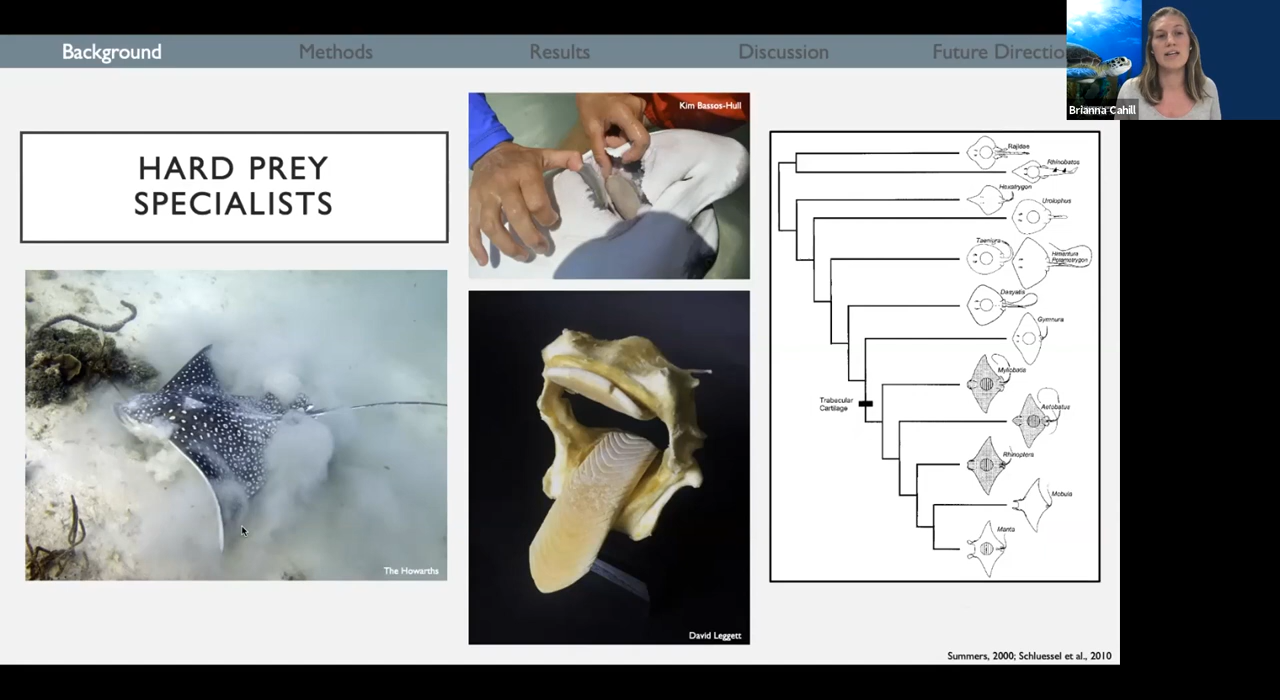 Background
Methods
Results
Discussion
Future Directio
Brianna Cahill
HARD PREY
SPECIALISTS
Kim Bassos-Hull
The Howarths
David Leggett
Rajidae
Rhinobatos
Hexatrygon
Urolophus
Taeniura
Himantura
Potamotrygon
Dasyatis
Gymnura
Myliobatis
Trabecular
Cartilage
Aetobatus
Rhinoptera
Mobula
Manta
Summers, 2000; Schluessel et al., 2010